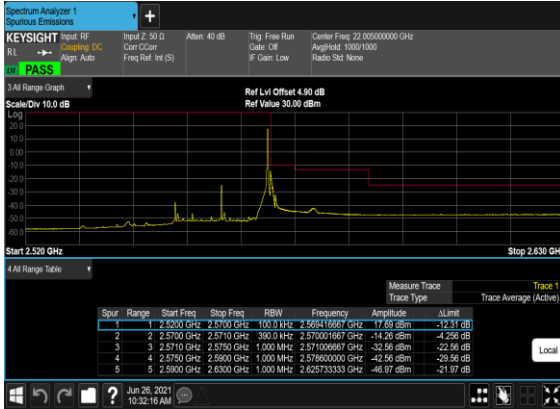 Spectrum Analyzer 1
Spurious Emissions
+
KEYSIGHT Input: RF Input Z: 50 Ω Atten: 40 dB Trig: Free Run Center Freq: 22.005000000 GHz
RL Coupling: DC Corr CCorr Gate: Off Avg|Hold: 1000/1000
Align: Auto Freq Ref: Int (S) IF Gain: Low Radio Std: None
PASS
3 All Range Graph
Ref Lvl Offset 4.90 dB
Scale/Div 10.0 dB Ref Value 30.00 dBm
Log
20.0
10.0
0.00
-10.0
-20.0
-30.0
-40.0
-50.0
-60.0
Start 2.520 GHz Stop 2.630 GH
4 All Range Table
Measure Trace Trace 1
Trace Type Trace Average (Active)
Spur Range Start Freq Stop Freq RBW Frequency Amplitude ΔLimit
1 1 2.5200 GHz 2.5700 GHz 100.0 kHz 2.569416667 GHz 17.69 dBm -12.31 dB
2 2 2.5700 GHz 2.5710 GHz 390.0 kHz 2.570001667 GHz -14.26 dBm -4.256 dB
3 3 2.5710 GHz 2.5750 GHz 1.000 MHz 2.571006667 GHz -32.56 dBm -22.56 dB
4 4 2.5750 GHz 2.5900 GHz 1.000 MHz 2.578600000 GHz -42.56 dBm -29.56 dB
5 5 2.5900 GHz 2.6300 GHz 1.000 MHz 2.625733333 GHz -46.97 dBm -21.97 dB
Local
?
Jun 26, 2021
10:32:16 AM